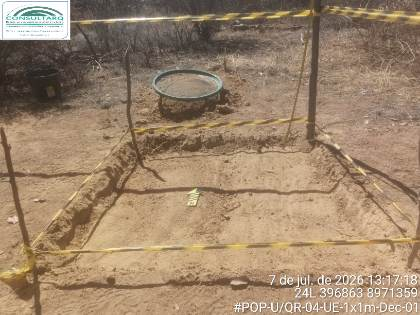 CONSULTARQ
7 de jul. de 2026 13:17:18
24L 396863 8971359
#POP-U/QR-04-UE-1x1m-Dec-01